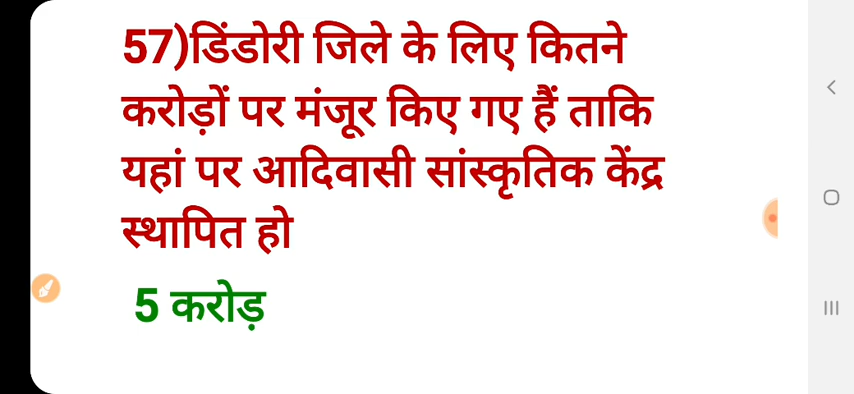 57)डिंडोरी जिले के लिए कितने
करोड़ों पर मंजूर किए गए हैं ताकि
यहां पर आदिवासी सांस्कृतिक केंद्र
स्थापित हो
5 करोड़